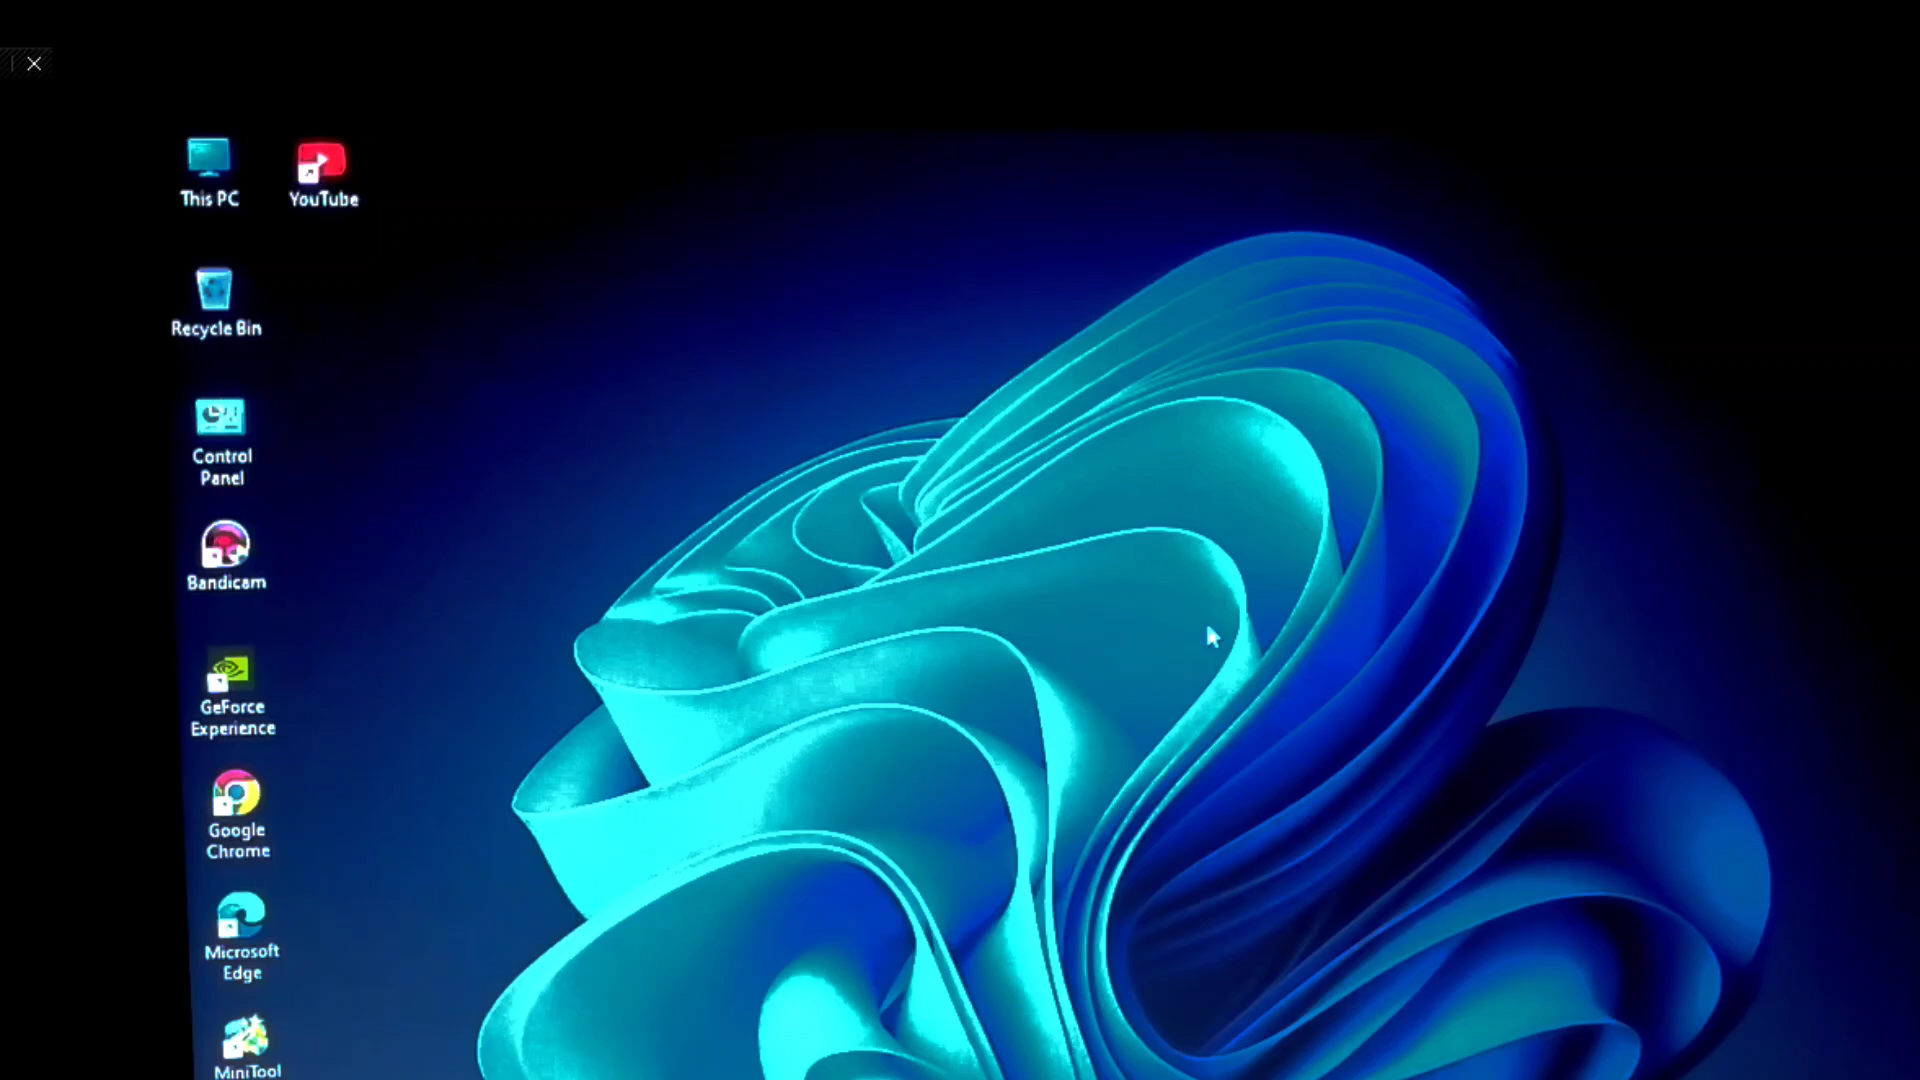 This PC
YouTube
Recycle Bin
Control
Panel
Bandicam
GeForce
Experience
Google
Chrome
Microsoft
Edge
MiniTool